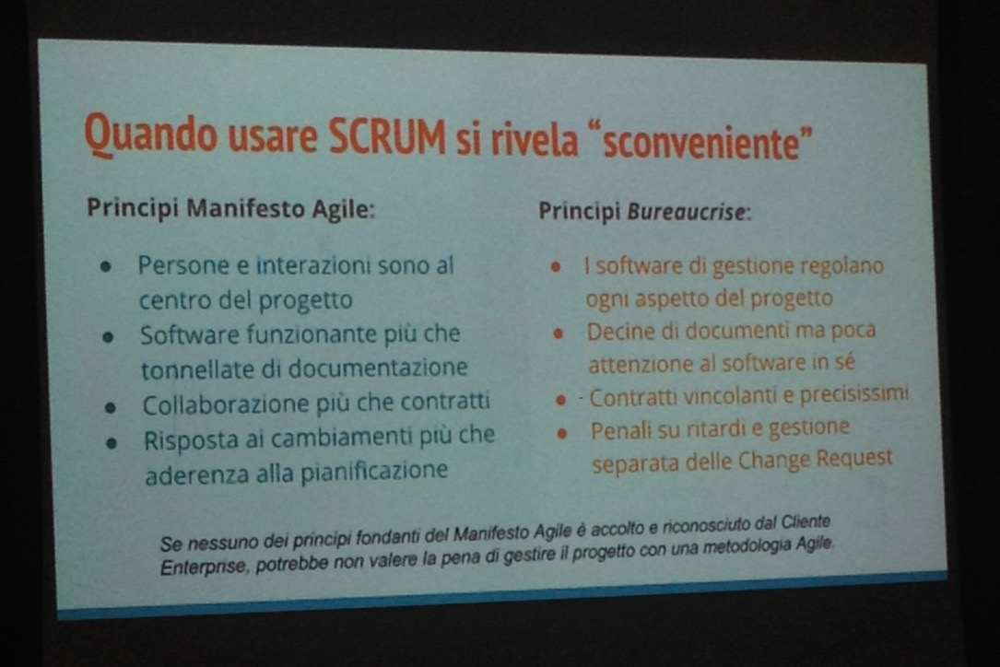 Quando usare SCRUM si rivela “sconveniente”
Principi Manifesto Agile:
• Persone e interazioni sono al
centro del progetto
• Software funzionante più che
tonnellate di documentazione
• Collaborazione più che contratti
• Risposta ai cambiamenti più che
aderenza alla pianificazione
Principi Bureaucrise:
• I software di gestione regolano
ogni aspetto del progetto
• Decine di documenti ma poca
attenzione al software in sé
• Contratti vincolanti e precisissimi
• Penali su ritardi e gestione
separata delle Change Request
Se nessuno dei principi fondanti del Manifesto Agile è accolto e riconosciuto dal Cliente
Enterprise, potrebbe non valere la pena di gestire il progetto con una metodologia Agile.